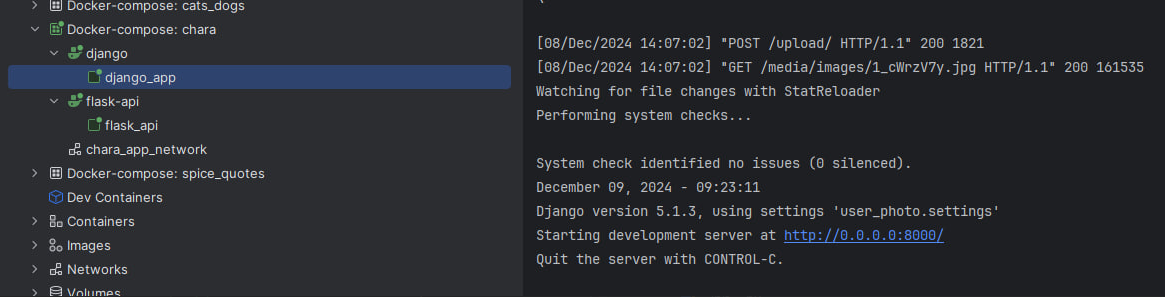 Docker-compose: cats_dogs
Docker-compose: chara
django
django_app
flask-api
flask_api
chara_app_network
Docker-compose: spice_quotes
Dev Containers
Containers
Images
Networks
Volumes
[08/Dec/2024 14:07:02] "POST /upload/ HTTP/1.1" 200 1821
[08/Dec/2024 14:07:02] "GET /media/images/1_cWrzV7y.jpg HTTP/1.1" 200 161535
Watching for file changes with StatReloader
Performing system checks...
System check identified no issues (0 silenced).
December 09, 2024 - 09:23:11
Django version 5.1.3, using settings 'user_photo.settings'
Starting development server at http://0.0.0.0:8000/
Quit the server with CONTROL-C.